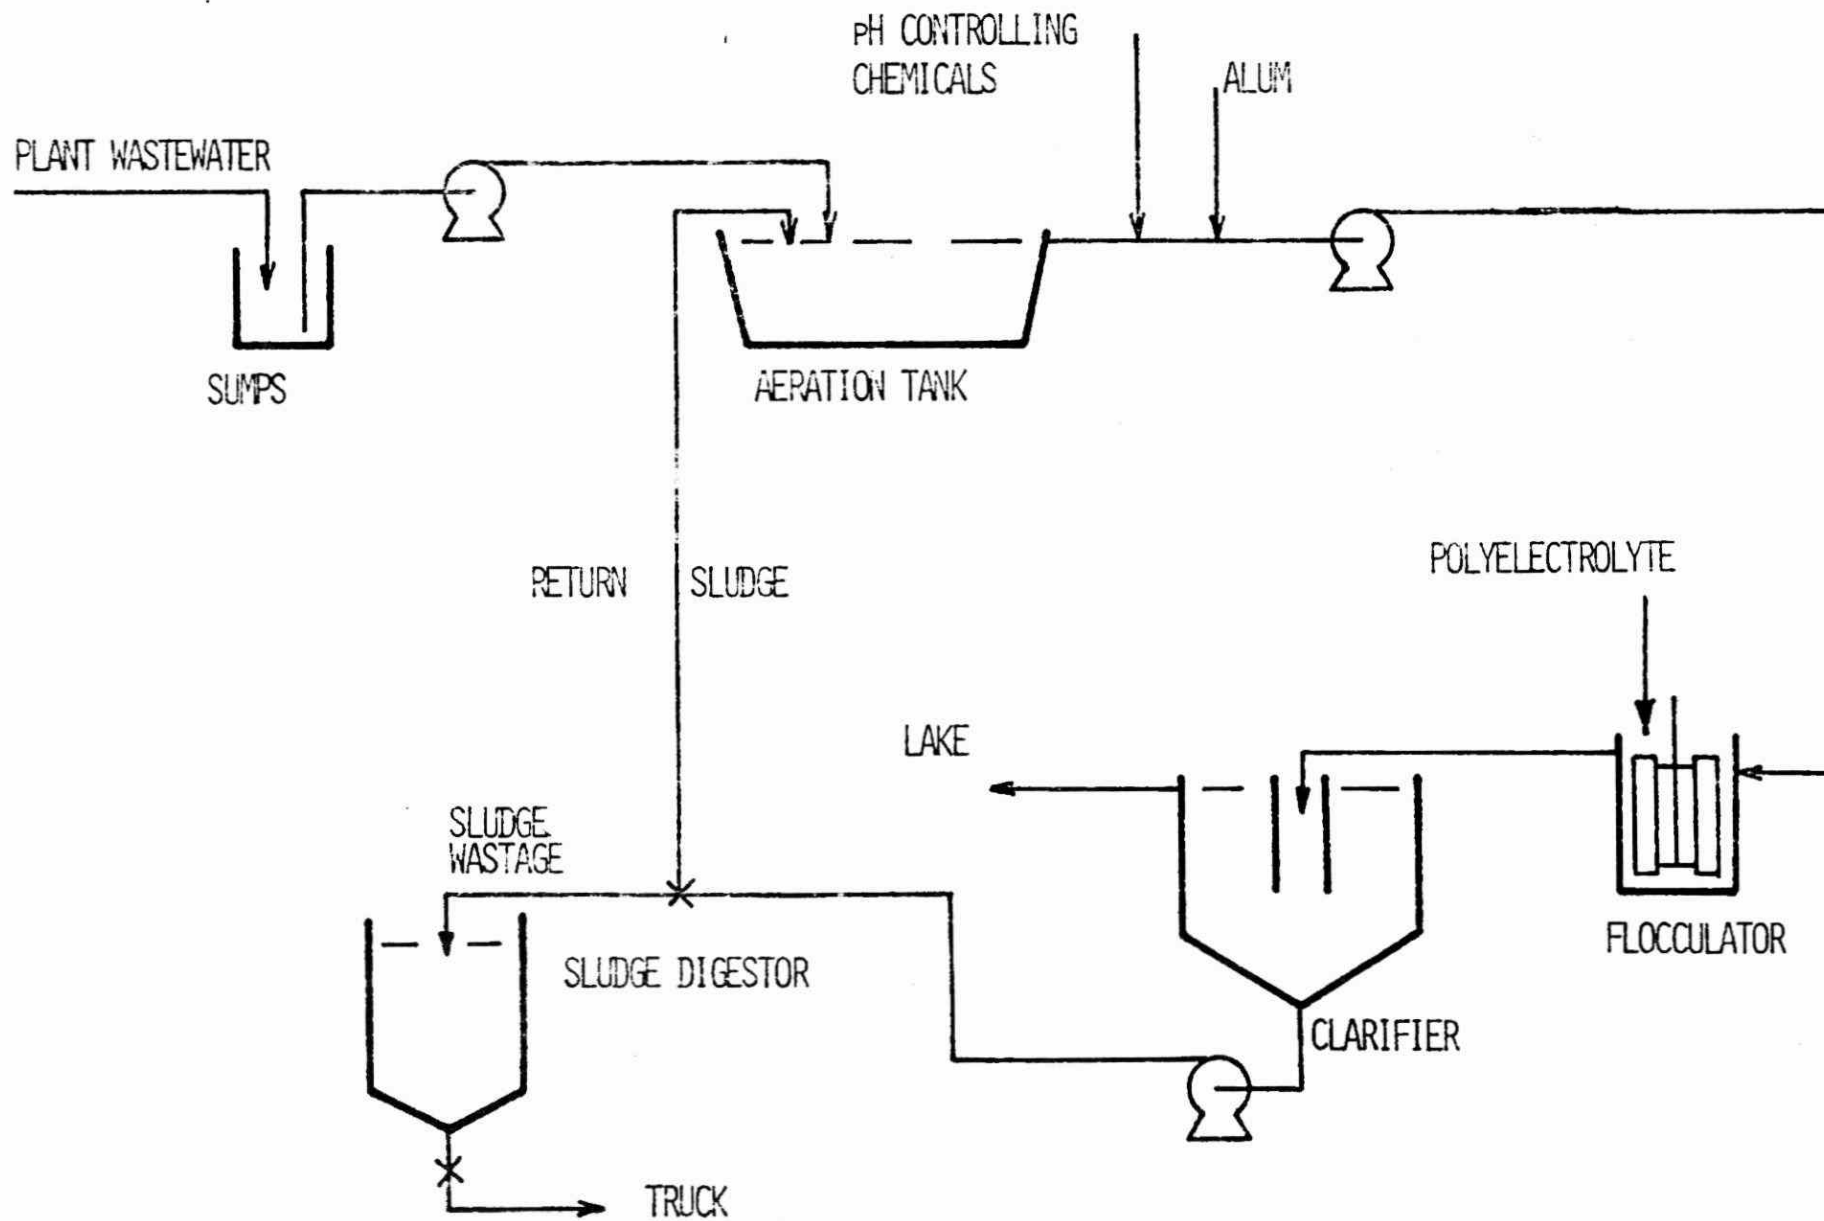 pH CONTROLLING
CHEMICALS
ALUM
PLANT WASTEWATER
SUMPS
AERATION TANK
RETURN SLUDGE
POLYELECTROLYTE
LAKE
SLUDGE
WASTAGE
FLOCCULATOR
SLUDGE DIGESTOR
CLARIFIER
TRUCK